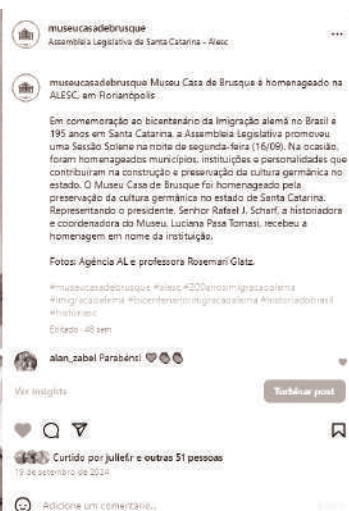 museucasadebrusque
Assembleia Legislativa de Santa Catarina - Alesc
museucasadebrusque Museu Casa de Brusque é homenageado na
ALESC, em Florianópolis
Em comemoração ao bicentenário da Imigração alemã no Brasil e
195 anos em Santa Catarina, a Assembleia Legislativa promoveu
uma Sessão Solene na noite de segunda-feira (16/09). Na ocasião,
foram homenageados municípios, instituições e personalidades que
contribuíram na construção e preservação da cultura germânica no
estado. O Museu Casa de Brusque foi homenageado pela
preservação da cultura germânica no estado de Santa Catarina.
Representando o presidente, Senhor Rafael J. Scharf, a historiadora
e coordenadora do Museu, Luciana Pasa Tomasi, recebeu a
homenagem em nome da instituição.
Fotos: Agência AL e professora Rosemari Glatz.
#museucasadebrusque #alesc #200anosimigracaoalema
#imigracaoalema #bicentenarioimigracaoalema #historiadobrasil
#historiasc
Editado · 48 sem
alan_zabel Parabéns!
Ver insights
Turbinar post
Curtido por juliefr e outras 51 pessoas
19 de setembro de 2024
Adicione um comentário...